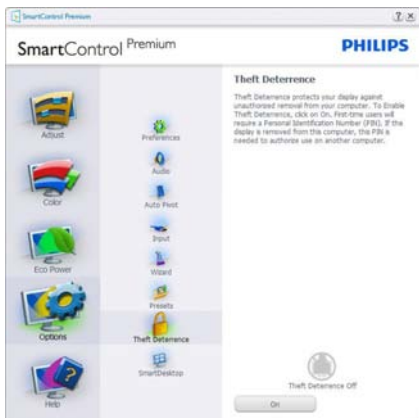 SmartControl Premium
? X
SmartControl Premium
PHILIPS
Adjust
Color
Eco Power
Options
Help
Preferences
Audio
Auto Pivot
Input
Wizard
Presets
Theft Deterrence
SmartDesktop
Theft Deterrence
Theft Deterrence protects your display against
unauthorized removal from your computer. To Enable
Theft Deterrence, click on On. First-time users will
require a Personal Identification Number (PIN). If the
display is removed from this computer, the PIN is
needed to authorize use on another computer.
Theft Deterrence Off
On